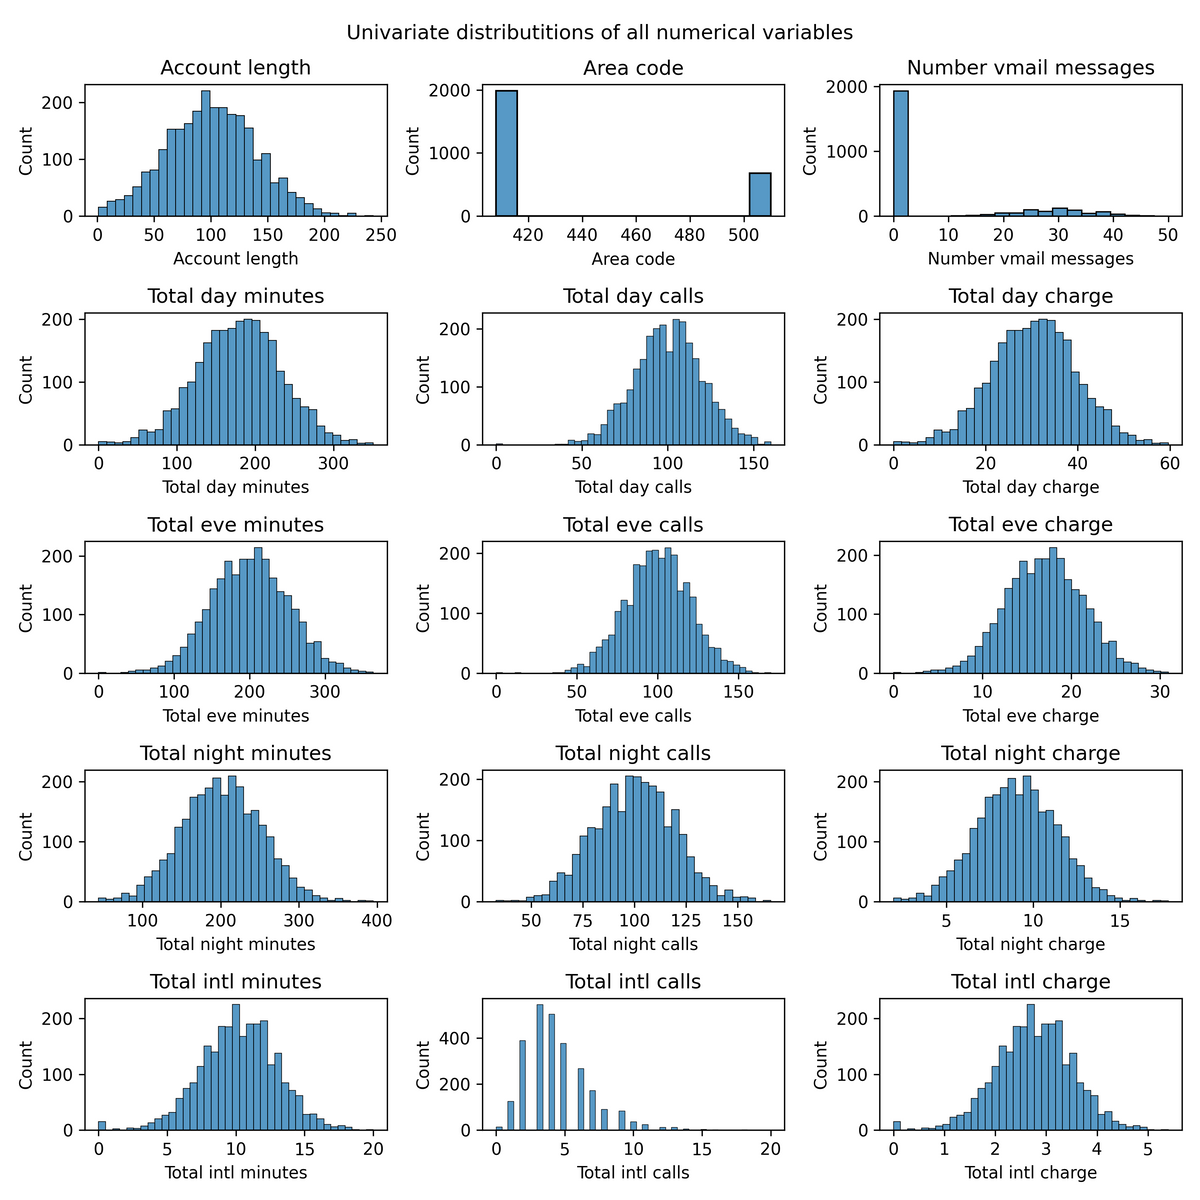 Univariate distributitions of all numerical variables
Account length
Area code
Number vmail messages
200
100
0
Count
0 50 100 150 200 250
Account length
2000
1000
0
Count
420 440 460 480 500
Area code
2000
1000
0
Count
0 10 20 30 40 50
Number vmail messages
Total day minutes
Total day calls
Total day charge
200
100
0
Count
0 100 200 300
Total day minutes
200
100
0
Count
0 50 100 150
Total day calls
200
100
0
Count
0 20 40 60
Total day charge
Total eve minutes
Total eve calls
Total eve charge
200
100
0
Count
0 100 200 300
Total eve minutes
200
100
0
Count
0 50 100 150
Total eve calls
200
100
0
Count
0 10 20 30
Total eve charge
Total night minutes
Total night calls
Total night charge
200
100
0
Count
100 200 300 400
Total night minutes
200
100
0
Count
50 75 100 125 150
Total night calls
200
100
0
Count
5 10 15
Total night charge
Total intl minutes
Total intl calls
Total intl charge
200
100
0
Count
0 5 10 15 20
Total intl minutes
400
200
0
Count
0 5 10 15 20
Total intl calls
200
100
0
Count
0 1 2 3 4 5
Total intl charge